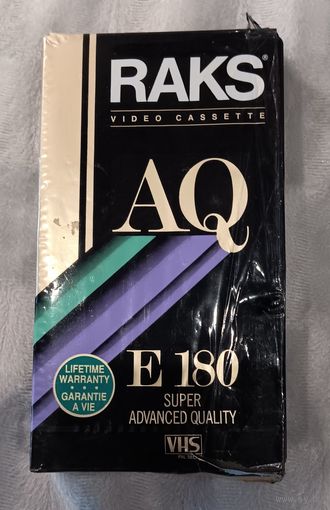 RAKS®
VIDEO CASSETTE
AQ
LIFETIME
WARRANTY
GARANTIE
A VIE
E 180
SUPER
ADVANCED QUALITY
VHS